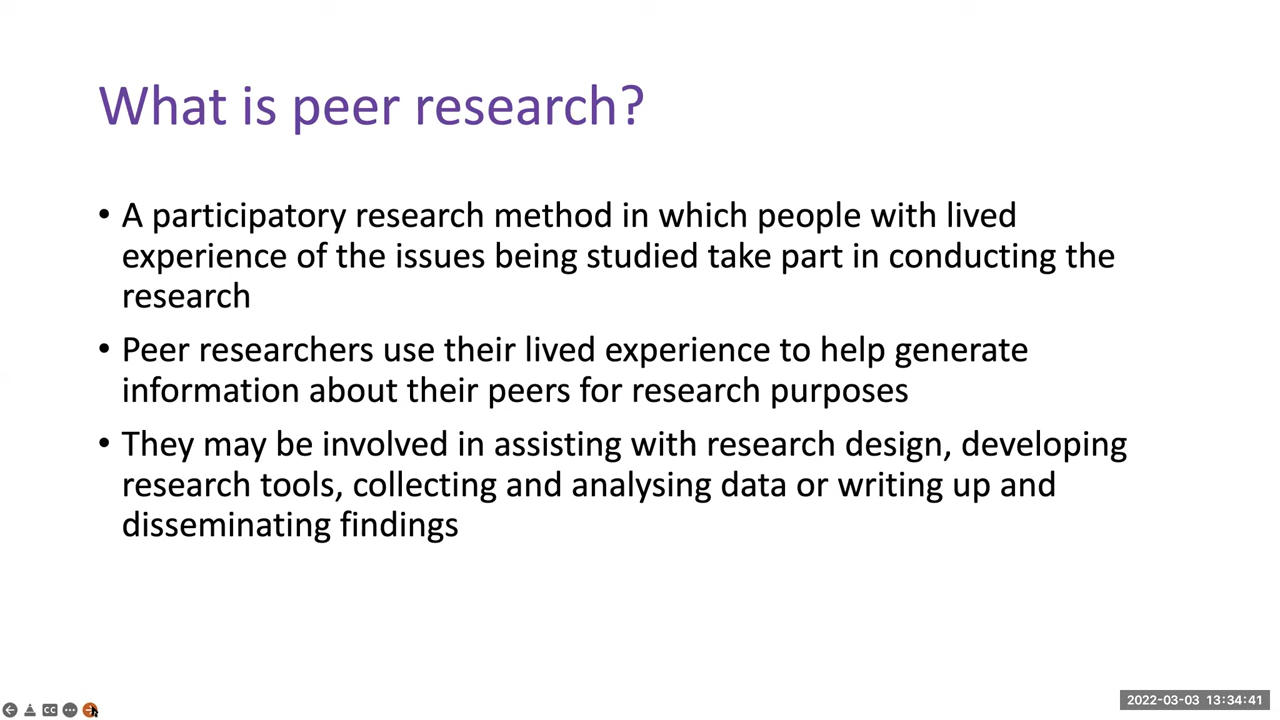 What is peer research?
• A participatory research method in which people with lived
experience of the issues being studied take part in conducting the
research
• Peer researchers use their lived experience to help generate
information about their peers for research purposes
• They may be involved in assisting with research design, developing
research tools, collecting and analysing data or writing up and
disseminating findings
CC
2022-03-03 13:34:41